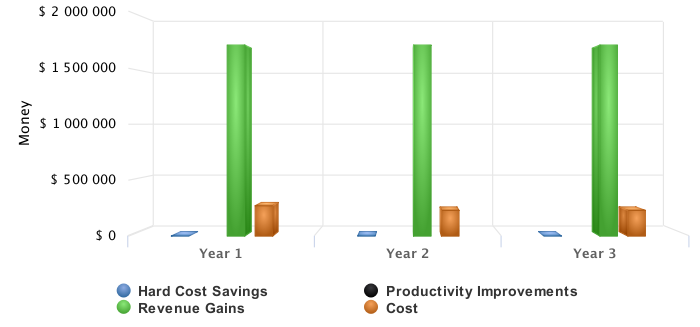 $ 2 000 000
$ 1 500 000
$ 1 000 000
$ 500 000
$ 0
Money
Year 1
Year 2
Year 3
Hard Cost Savings
Productivity Improvements
Revenue Gains
Cost